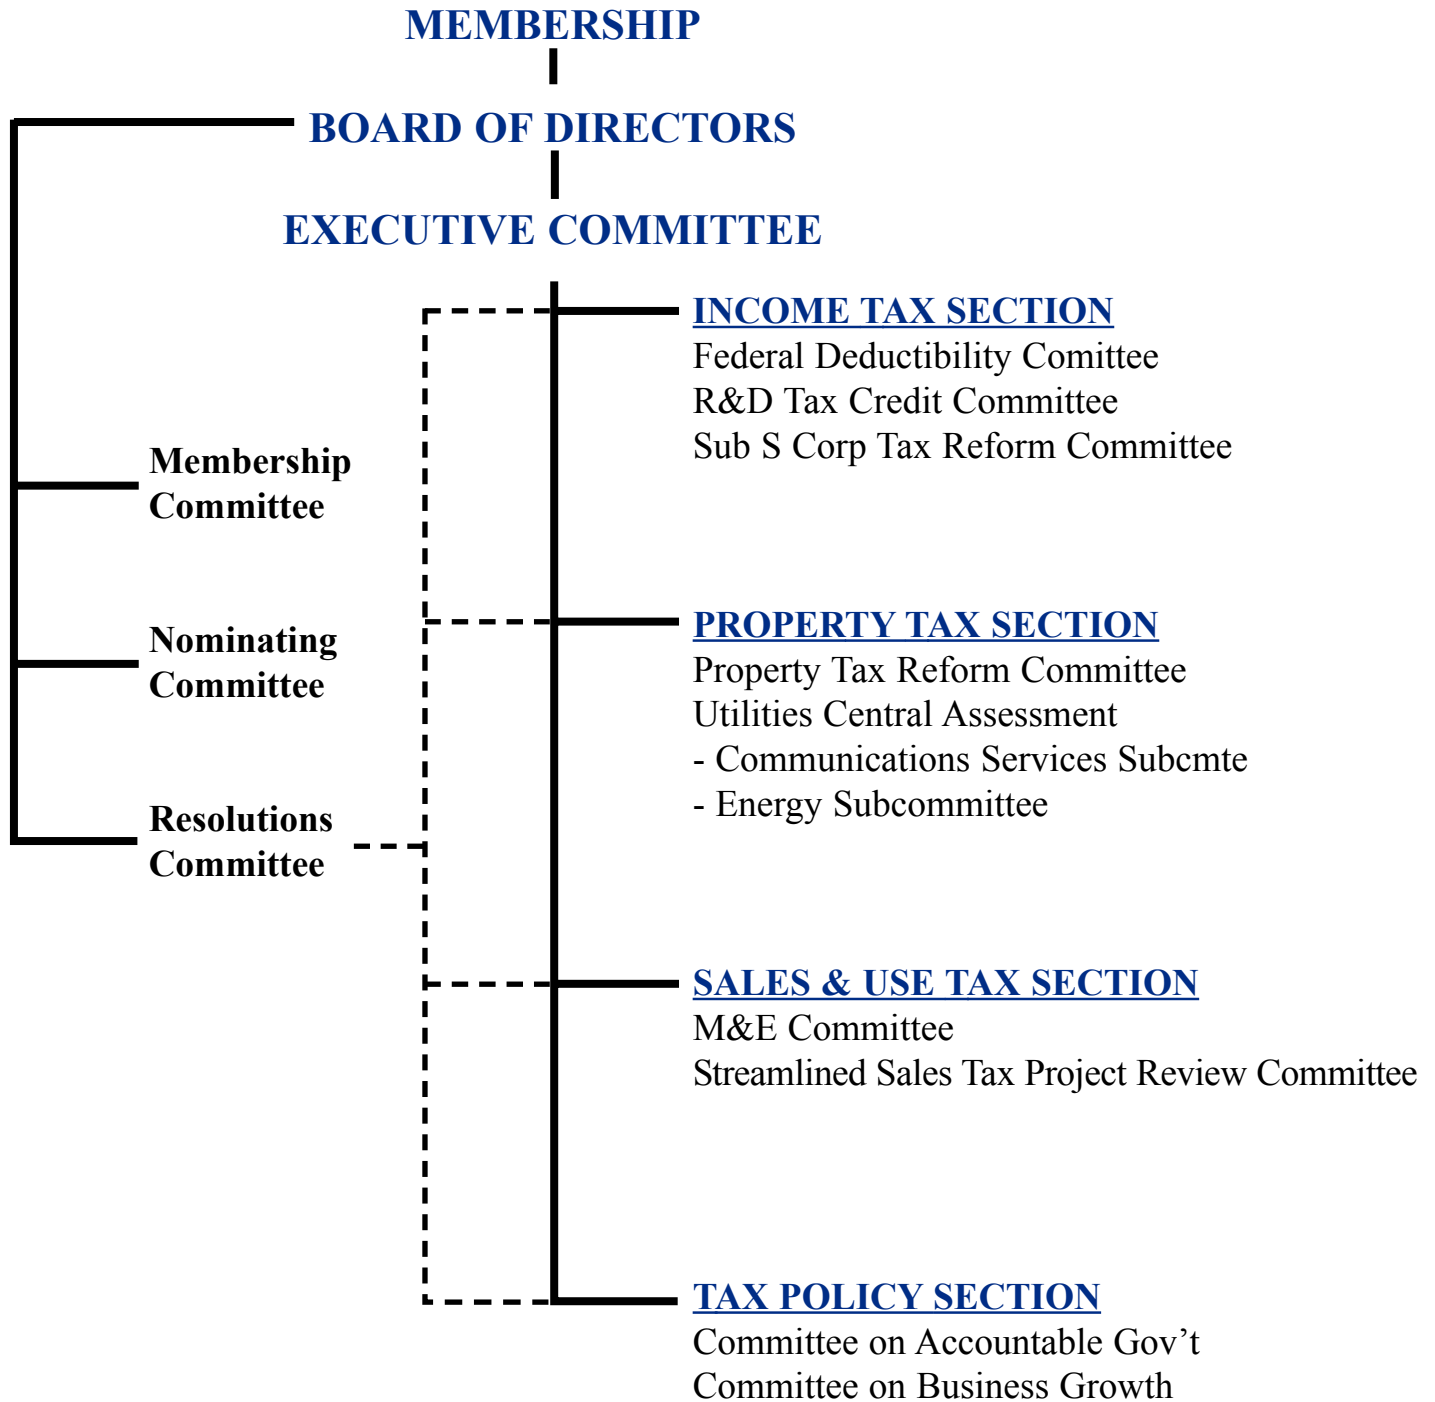 MEMBERSHIP
BOARD OF DIRECTORS
EXECUTIVE COMMITTEE
INCOME TAX SECTION
Federal Deductibility Comittee
R&D Tax Credit Committee
Sub S Corp Tax Reform Committee
Membership
Committee
Nominating
Committee
Resolutions
Committee
PROPERTY TAX SECTION
Property Tax Reform Committee
Utilities Central Assessment
- Communications Services Subcmte
- Energy Subcommittee
SALES & USE TAX SECTION
M&E Committee
Streamlined Sales Tax Project Review Committee
TAX POLICY SECTION
Committee on Accountable Gov’t
Committee on Business Growth